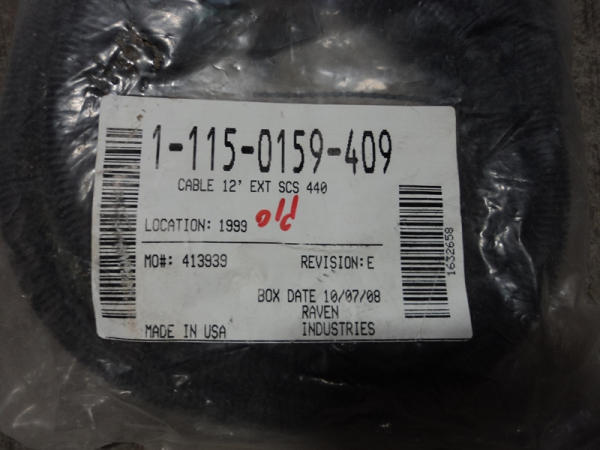 1-115-0159-409
CABLE 12' EXT SCS 440
P10
LOCATION: 1999
MO#: 413939
REVISION:E
1632658
BOX DATE 10/07/08
RAVEN
MADE IN USA
INDUSTRIES